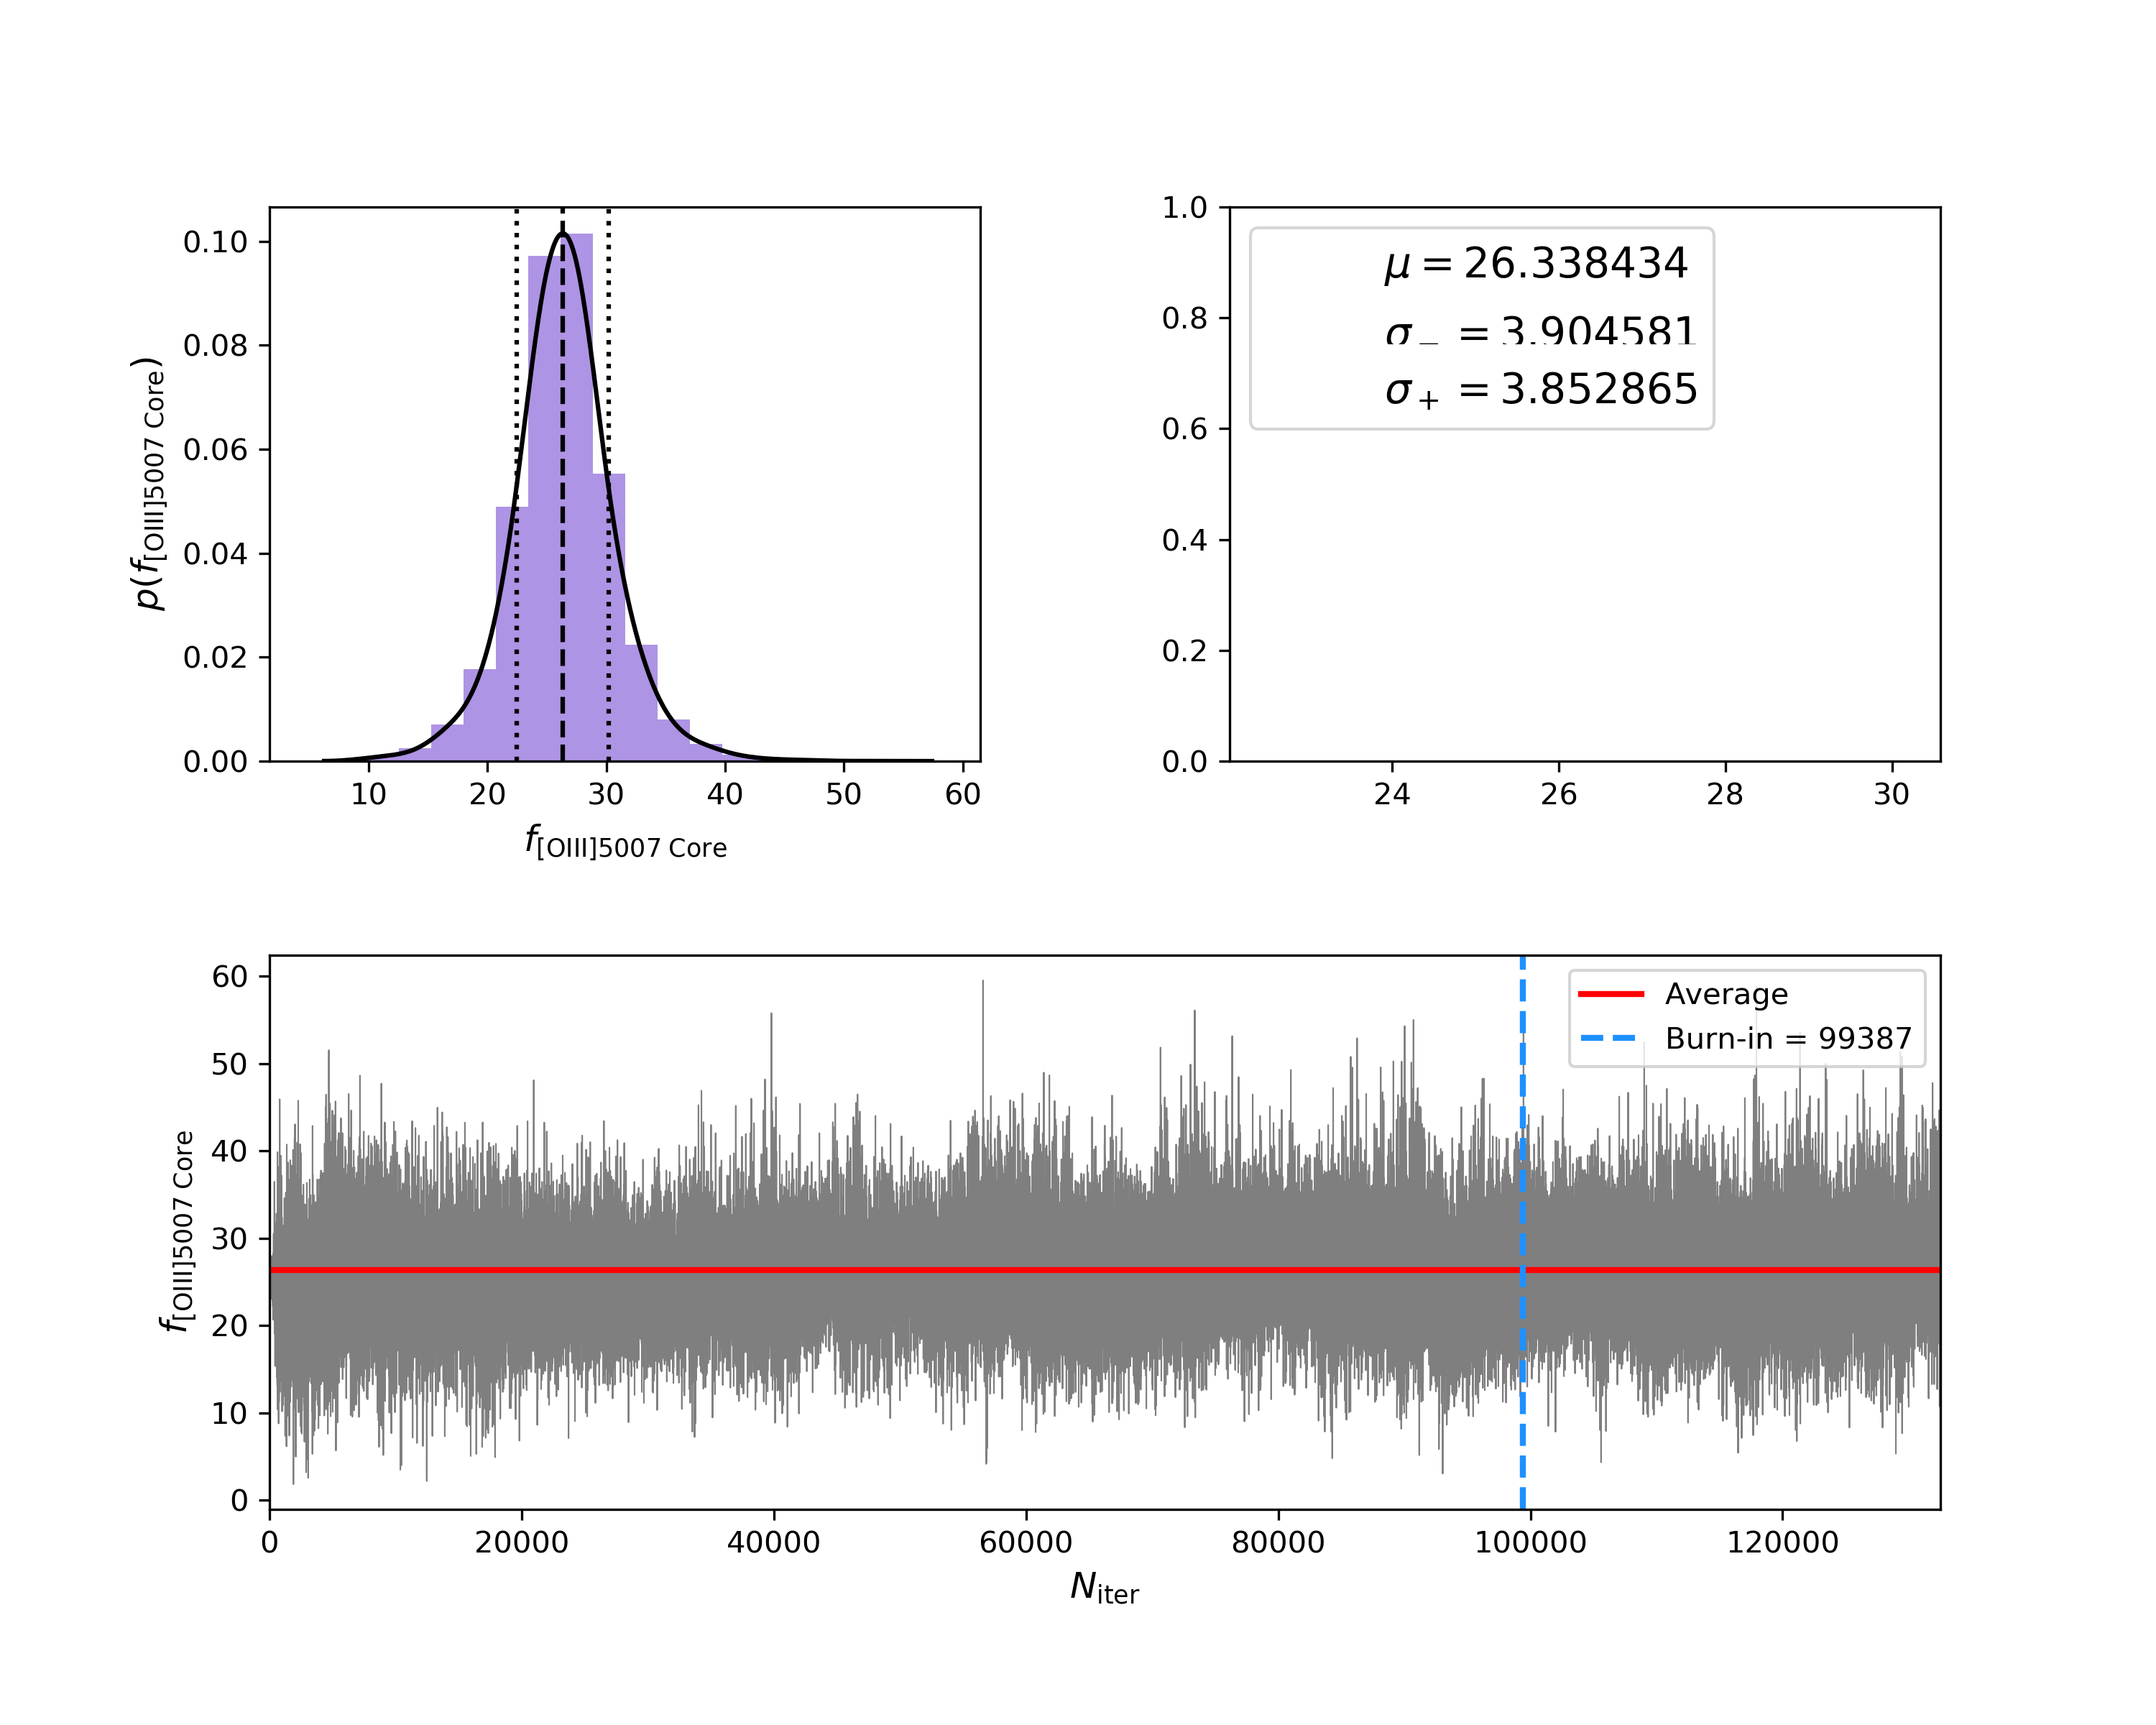 0.10
0.08
0.06
0.04
0.02
0.00
10 20 30 40 50 60
p(f[OIII]5007 Core)
f[OIII]5007 Core
1.0
0.8
0.6
0.4
0.2
0.0
24 26 28 30
μ = 26.338434
σ− = 3.904581
σ+ = 3.852865
60
50
40
30
20
10
0
0 20000 40000 60000 80000 100000 120000
f[OIII]5007 Core
Niter
Average
Burn-in = 99387